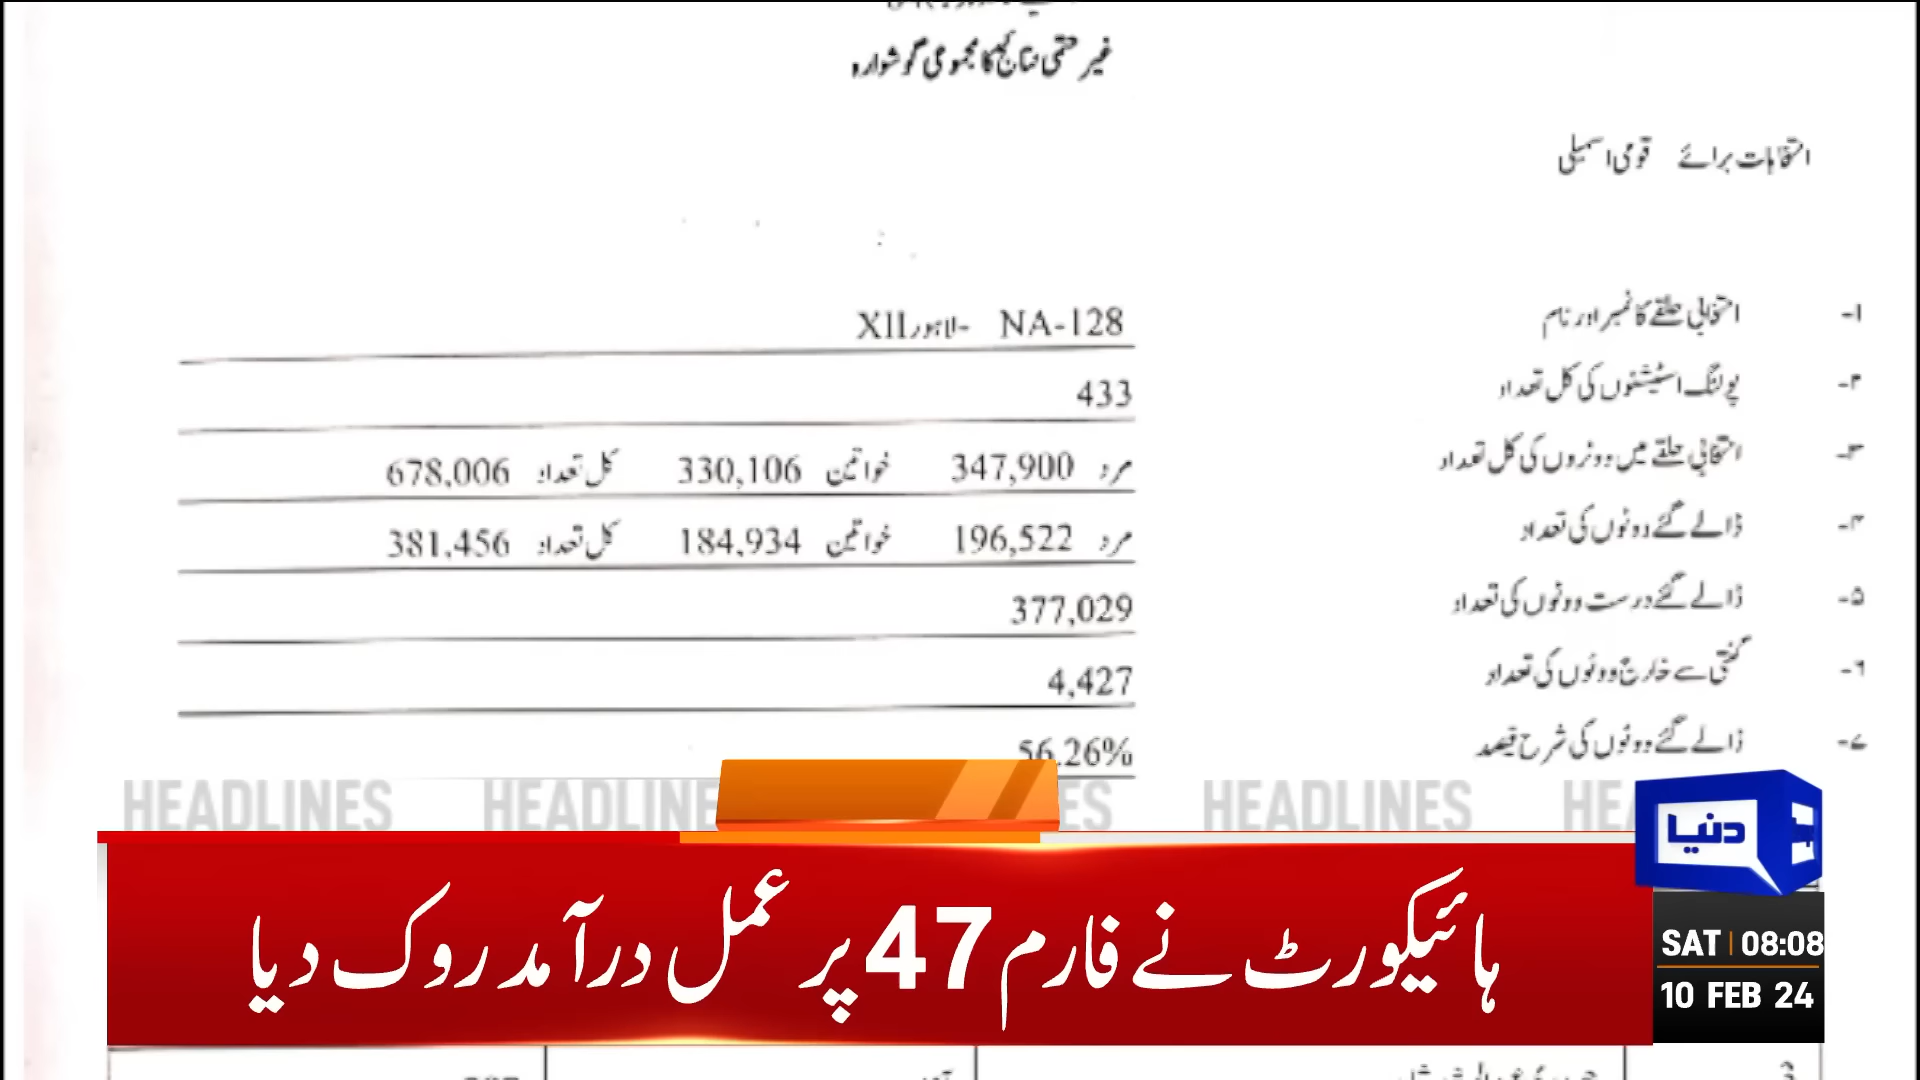 غیر حتمی نتائج کا مجموعی گوشوارہ
انتخابات برائے قومی اسمبلی
۱- انتخابی حلقے کا نمبر اور نام NA-128 -لاہور XII
۲- پولنگ اسٹیشنوں کی کل تعداد 433
۳- انتخابی حلقے میں ووٹروں کی کل تعداد مرد 347,900 خواتین 330,106 کل تعداد 678,006
۴- ڈالے گئے ووٹوں کی تعداد مرد 196,522 خواتین 184,934 کل تعداد 381,456
۵- ڈالے گئے درست ووٹوں کی تعداد 377,029
۶- گنتی سے خارج ووٹوں کی تعداد 4,427
۷- ڈالے گئے ووٹوں کی شرح فیصد 56.26%
HEADLINES HEADLINES HEADLINES
دنیا
ہائیکورٹ نے فارم 47 پر عمل درآمد روک دیا
SAT 08:08
10 FEB 24